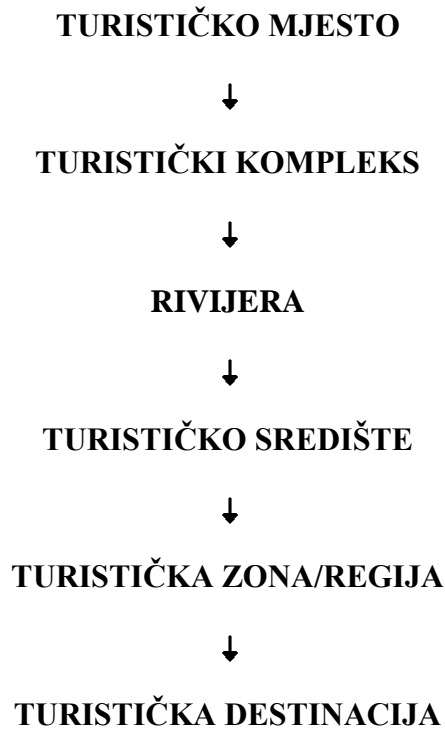 TURISTIČKO MJESTO
TURISTIČKI KOMPLEKS
RIVIJERA
TURISTIČKO SREDIŠTE
TURISTIČKA ZONA/REGIJA
TURISTIČKA DESTINACIJA